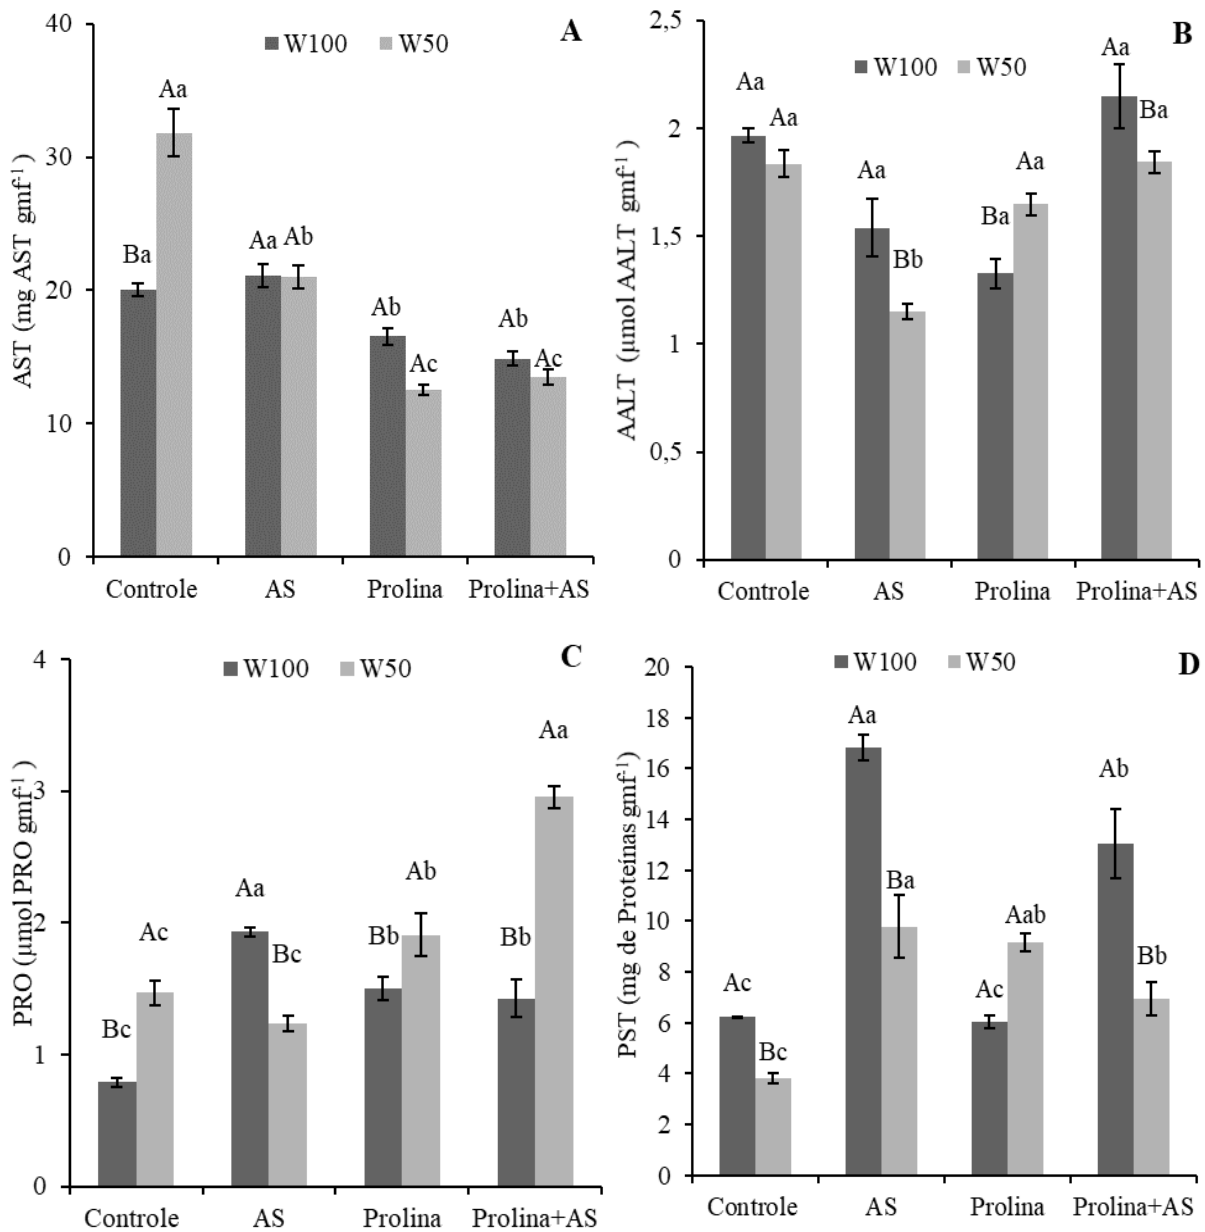 A
W100 W50
AST (mg AST gmf-1)
40
30
20
10
0
Ba
Aa
Aa
Ab
Ab
Ac
Ab
Ac
Controle AS Prolina Prolina+AS
B
W100 W50
AALT (µmol AALT gmf-1)
2,5
2
1,5
1
0,5
0
Aa
Aa
Aa
Bb
Ba
Aa
Aa
Ba
Controle AS Prolina Prolina+AS
C
W100 W50
PRO (µmol PRO gmf-1)
4
3
2
1
0
Bc
Ac
Aa
Bc
Bb
Ab
Bb
Aa
Controle AS Prolina Prolina+AS
D
W100 W50
PST (mg de Proteínas gmf-1)
20
18
16
14
12
10
8
6
4
2
0
Ac
Bc
Aa
Ba
Ac
Aab
Ab
Bb
Controle AS Prolina Prolina+AS